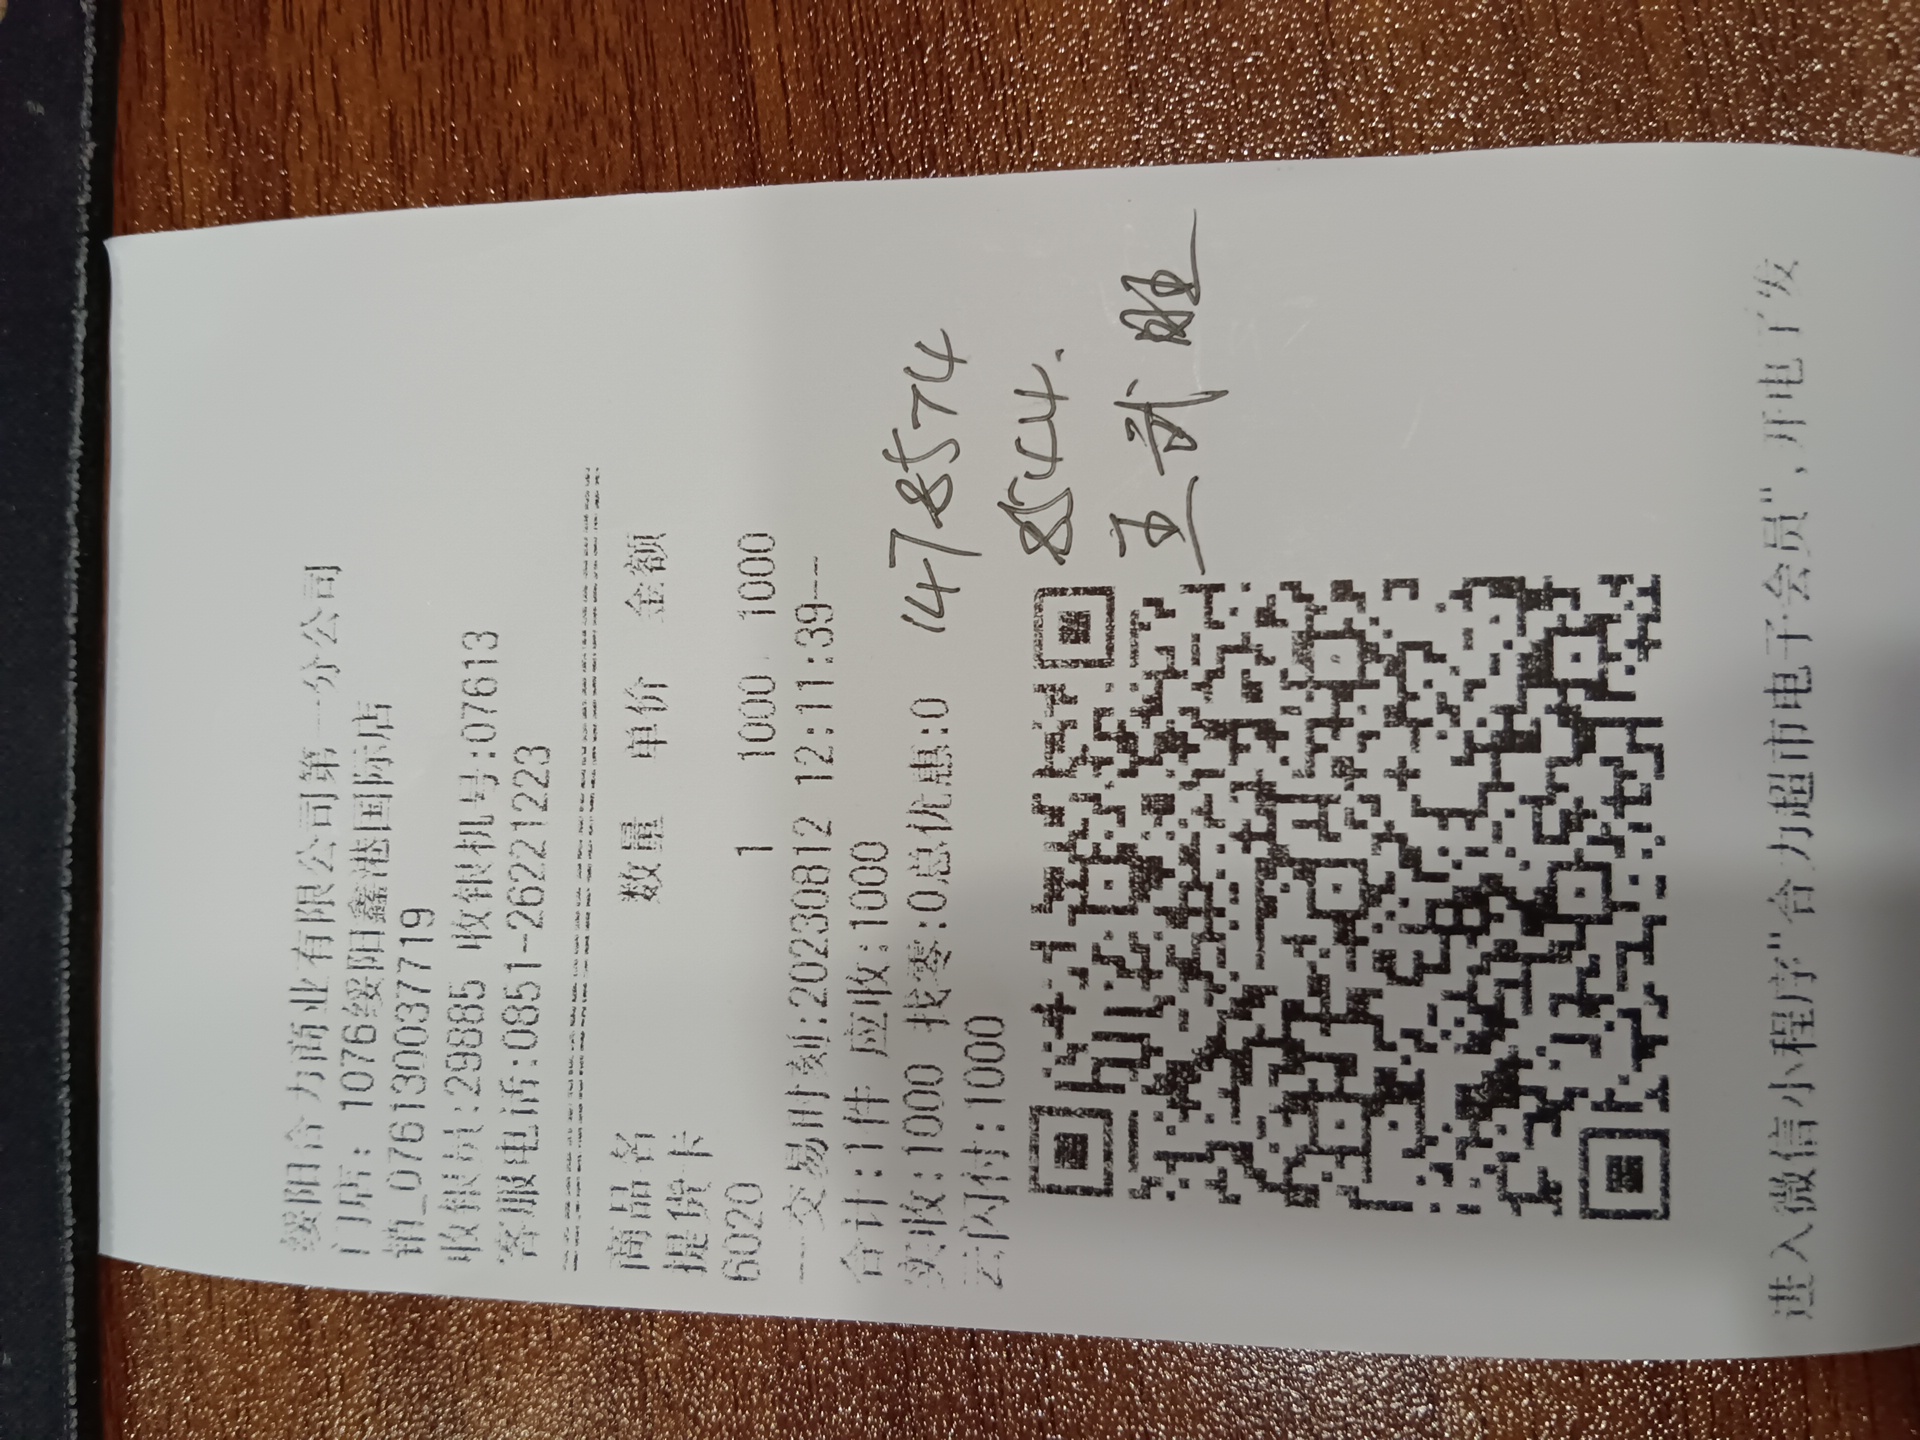 绥阳合力商业有限公司第一分公司
门店: 1076绥阳鑫港国际店
销_0761300377719
收银员:29885 收银机号:07613
客服电话:0851-26221223
商品名 数量 单价 金额
提货卡
6020 1 1000 1000
--交易时刻:20230812 12:11:39--
合计:1件 应收:1000
实收:1000 找零:0总优惠:0
云闪付:1000
1478574
8544.
王武胜
进入微信小程序"合力超市电子会员",开电子发